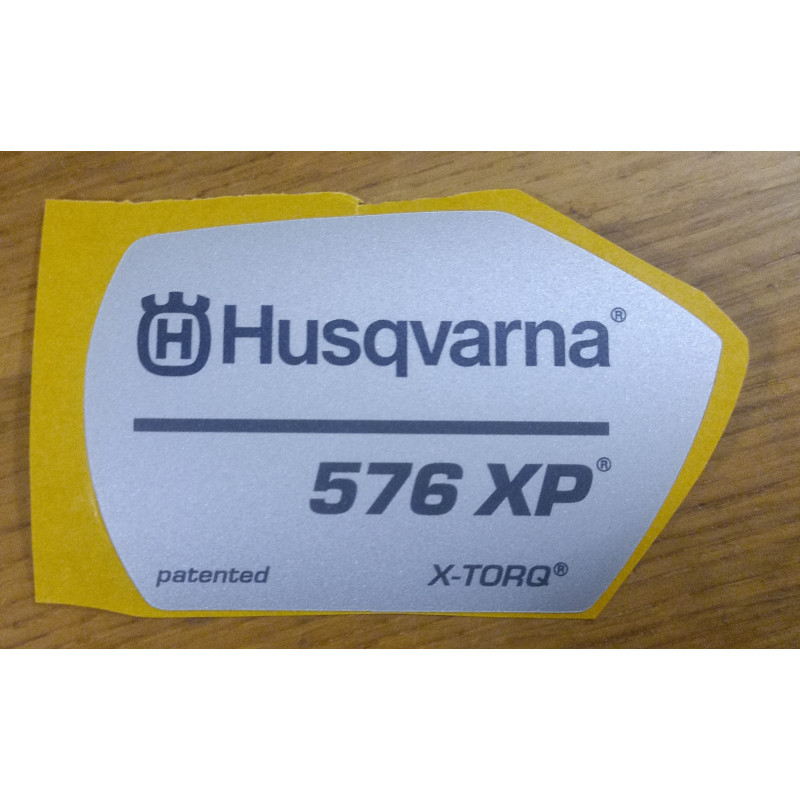 H Husqvarna®
576 XP®
patented X-TORQ®